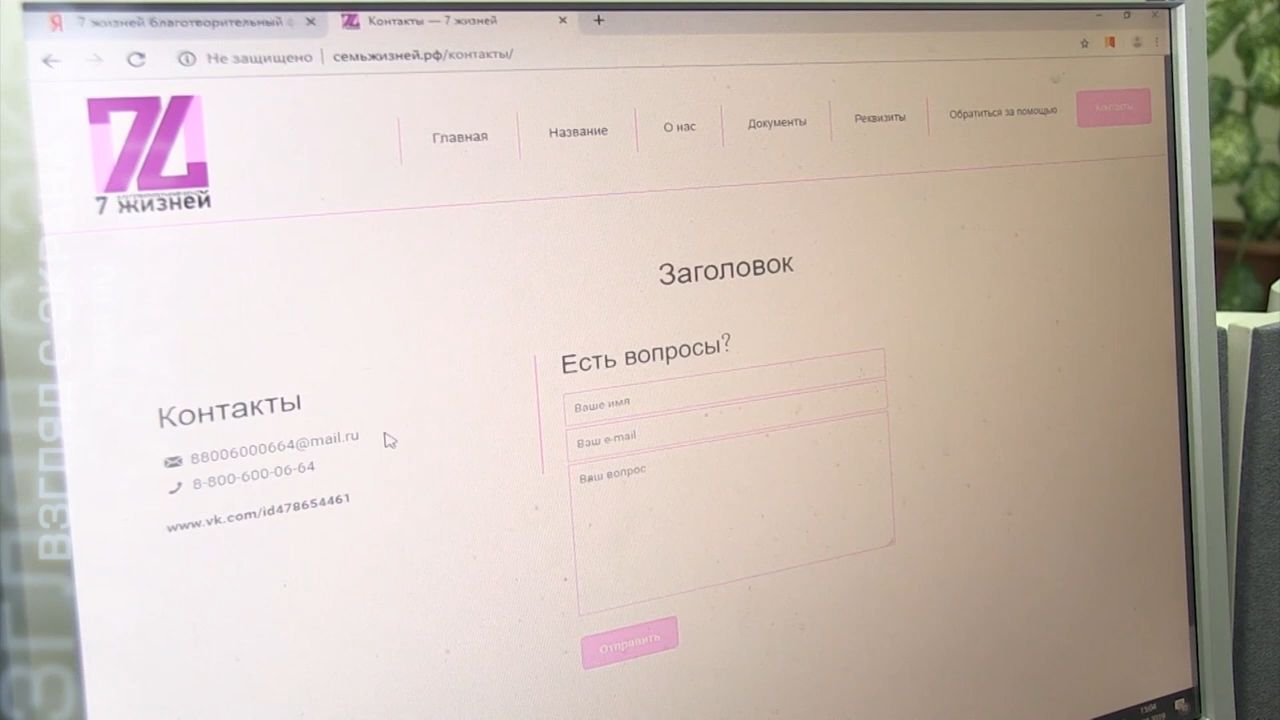 7 жизней благотворительный
Контакты — 7 жизней
Не защищено
семьжизней.рф/контакты/
7 жизней
Главная
Название
О нас
Документы
Реквизиты
Обратиться за помощью
Контакты
Заголовок
Контакты
88006000664@mail.ru
8-800-600-06-64
www.vk.com/id478654461
Есть вопросы?
Ваше имя
Ваш e-mail
Ваш вопрос
Отправить
13:04